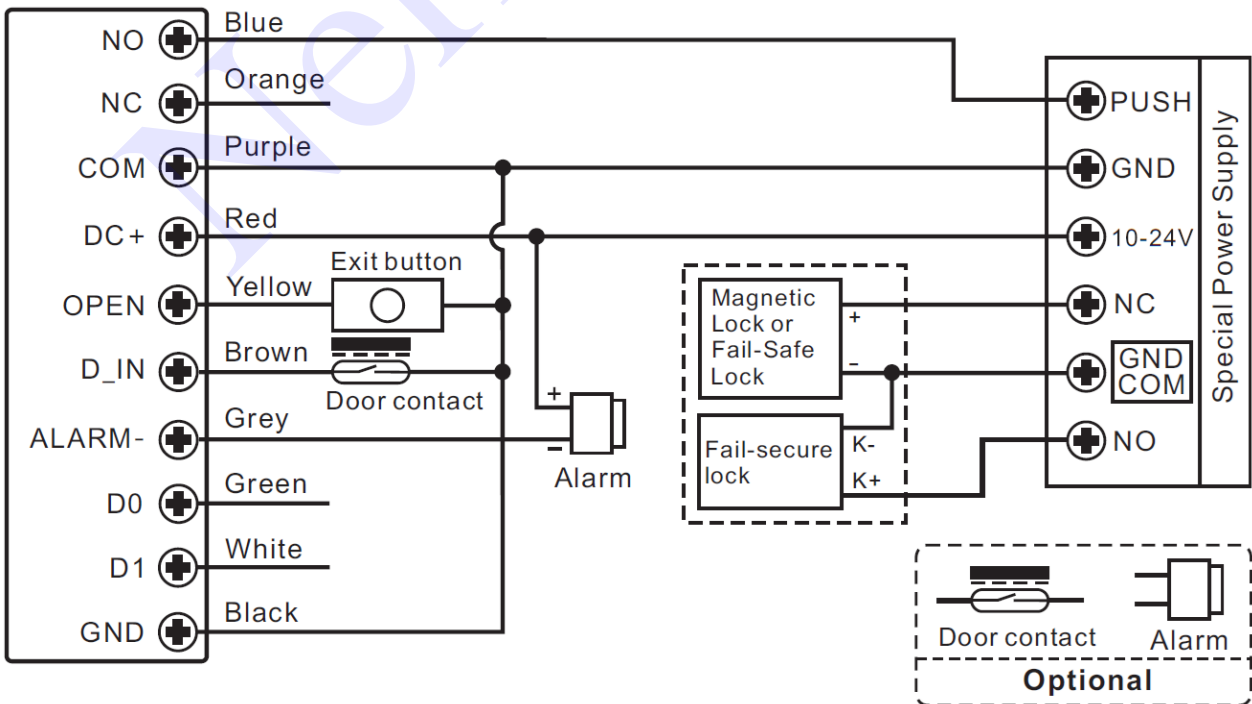 NO Blue
NC Orange
COM Purple
DC+ Red
OPEN Yellow
Exit button
D_IN Brown
Door contact
ALARM- Grey
+
-
Alarm
D0 Green
D1 White
GND Black
Magnetic
Lock or
Fail-Safe
Lock
+
-
Fail-secure
lock
K-
K+
PUSH
GND
10-24V
NC
GND
COM
NO
Special Power Supply
Door contact
Alarm
Optional